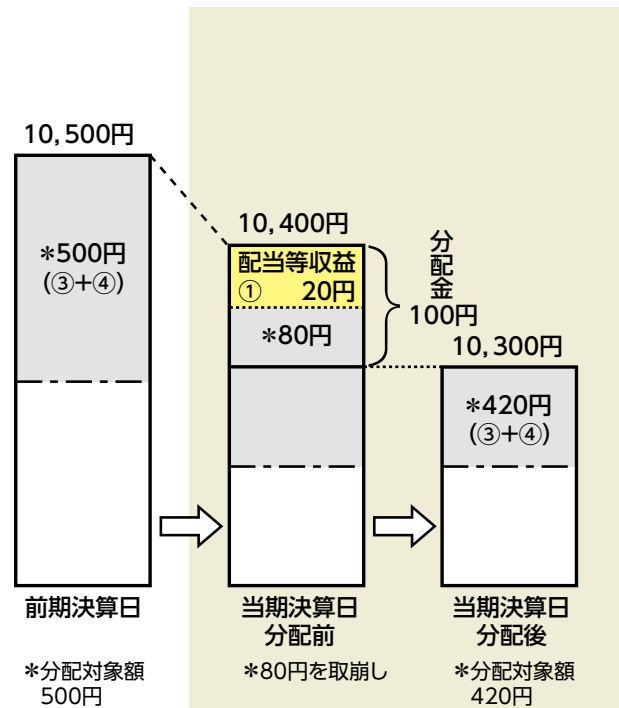 10,500円
*500円
(③+④)
10,400円
配当等収益
① 20円
*80円
分配金
100円
10,300円
*420円
(③+④)
前期決算日
当期決算日
分配前
当期決算日
分配後
*分配対象額
500円
*80円を取崩し
*分配対象額
420円